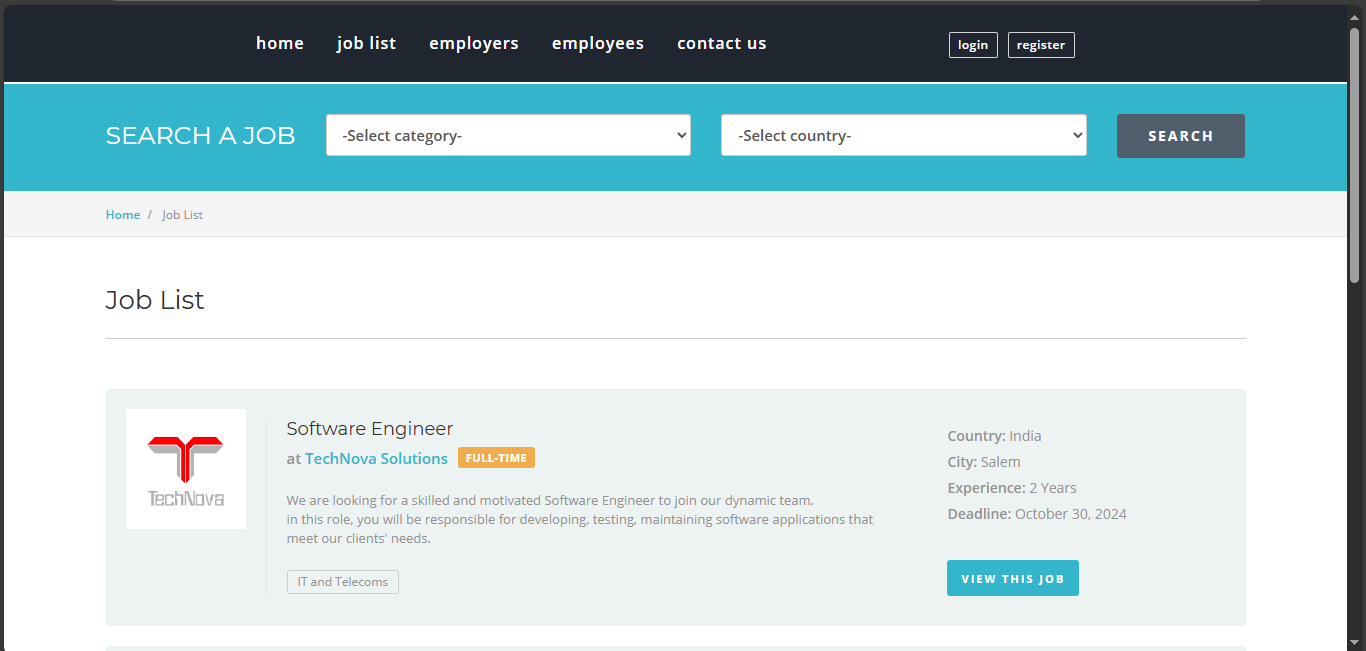 home job list employers employees contact us login register
SEARCH A JOB -Select category- -Select country- SEARCH
Home / Job List
Job List
Software Engineer
at TechNova Solutions FULL-TIME
TechNova
We are looking for a skilled and motivated Software Engineer to join our dynamic team.
in this role, you will be responsible for developing, testing, maintaining software applications that
meet our clients' needs.
IT and Telecoms
Country: India
City: Salem
Experience: 2 Years
Deadline: October 30, 2024
VIEW THIS JOB